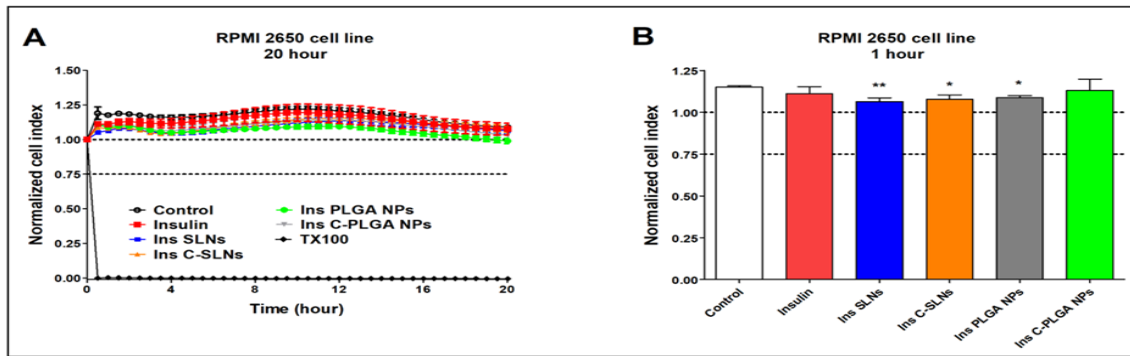 A
RPMI 2650 cell line
20 hour
Normalized cell index
1.50
1.25
1.00
0.75
0.50
0.25
0.00
0
4
8
12
16
20
Time (hour)
Control
Insulin
Ins SLNs
Ins C-SLNs
Ins PLGA NPs
Ins C-PLGA NPs
TX100
B
RPMI 2650 cell line
1 hour
Normalized cell index
1.25
1.00
0.75
0.25
0.00
**
*
*
Control
Insulin
Ins SLNs
Ins C-SLNs
Ins PLGA NPs
Ins C-PLGA NPs